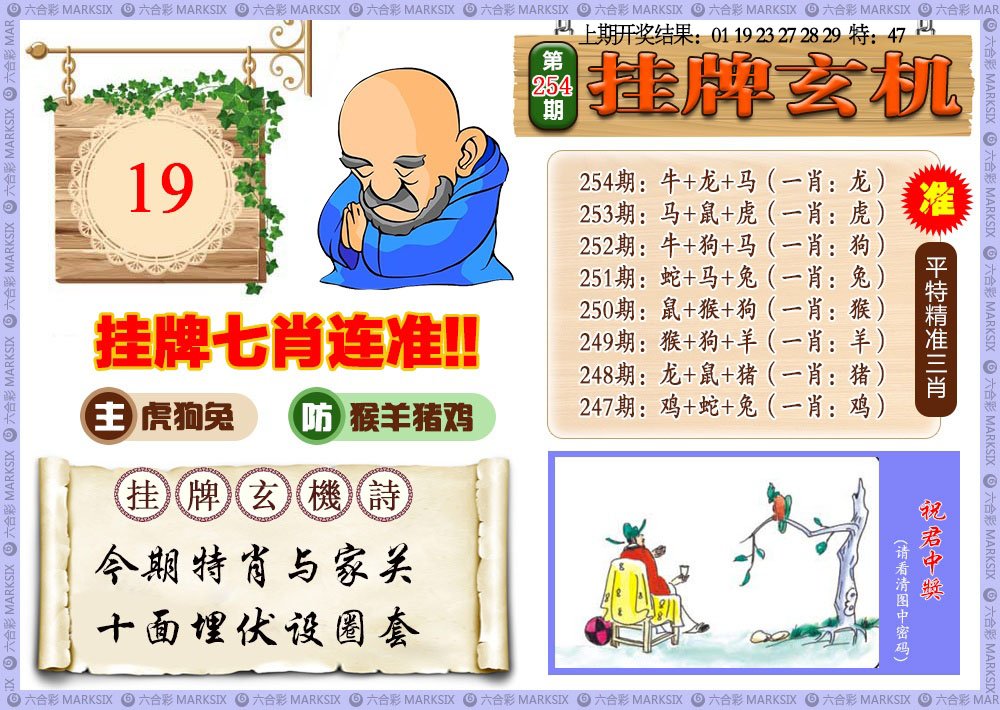 上期开奖结果：01 19 23 27 28 29 特：47
第254期
挂牌玄机
19
254期：牛+龙+马（一肖：龙）
253期：马+鼠+虎（一肖：虎）
252期：牛+狗+马（一肖：狗）
251期：蛇+马+兔（一肖：兔）
250期：鼠+猴+狗（一肖：猴）
249期：猴+狗+羊（一肖：羊）
248期：龙+鼠+猪（一肖：猪）
247期：鸡+蛇+兔（一肖：鸡）
准
平特精准三肖
挂牌七肖连准!!
主 虎狗兔
防 猴羊猪鸡
挂牌玄機詩
今期特肖与家关
十面埋伏设圈套
祝君中獎
（请看清图中密码）
六合彩 MARKSIX